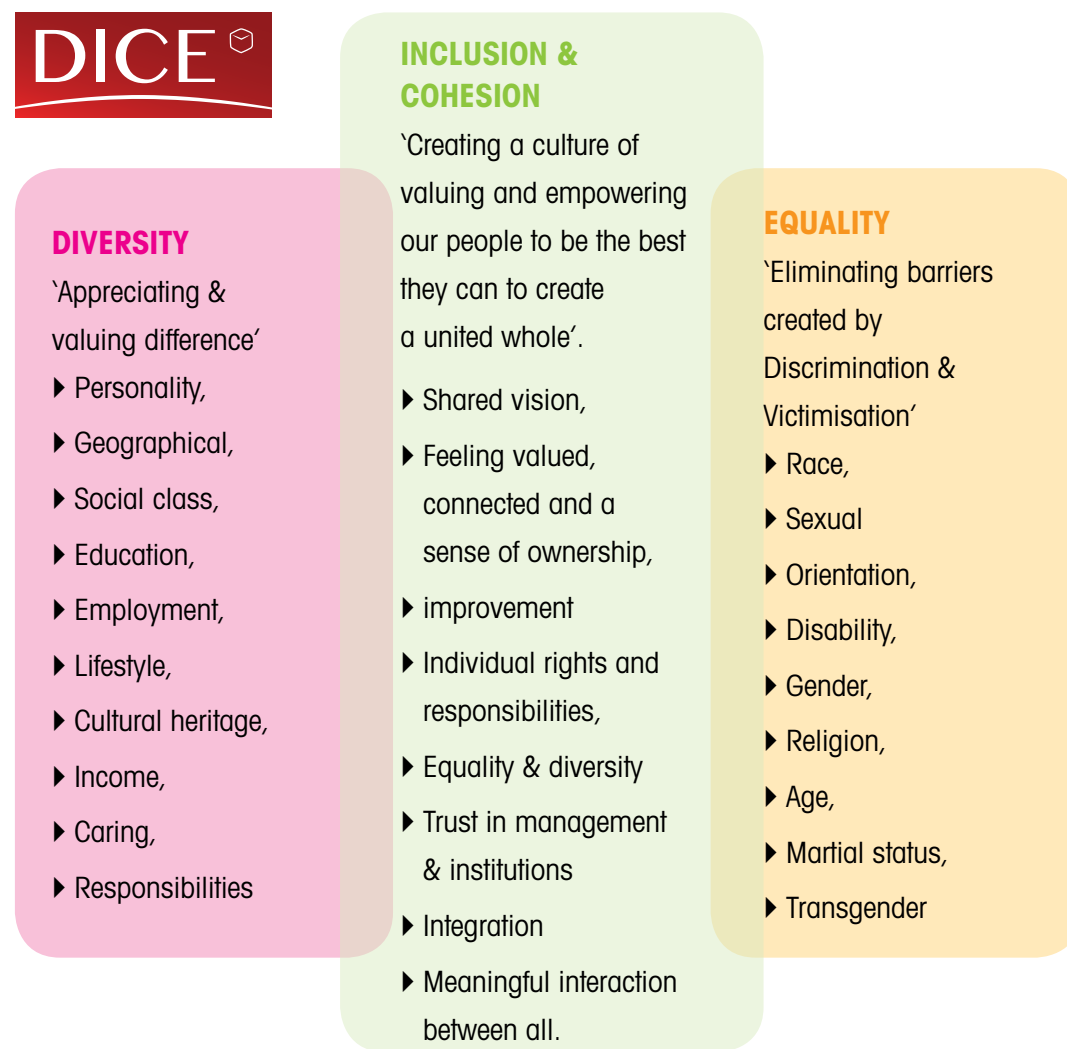 DICE
DIVERSITY
‘Appreciating &
valuing difference’
Personality,
Geographical,
Social class,
Education,
Employment,
Lifestyle,
Cultural heritage,
Income,
Caring,
Responsibilities
INCLUSION &
COHESION
‘Creating a culture of
valuing and empowering
our people to be the best
they can to create
a united whole’.
Shared vision,
Feeling valued,
connected and a
sense of ownership,
improvement
Individual rights and
responsibilities,
Equality & diversity
Trust in management
& institutions
Integration
Meaningful interaction
between all.
EQUALITY
‘Eliminating barriers
created by
Discrimination &
Victimisation’
Race,
Sexual
Orientation,
Disability,
Gender,
Religion,
Age,
Martial status,
Transgender